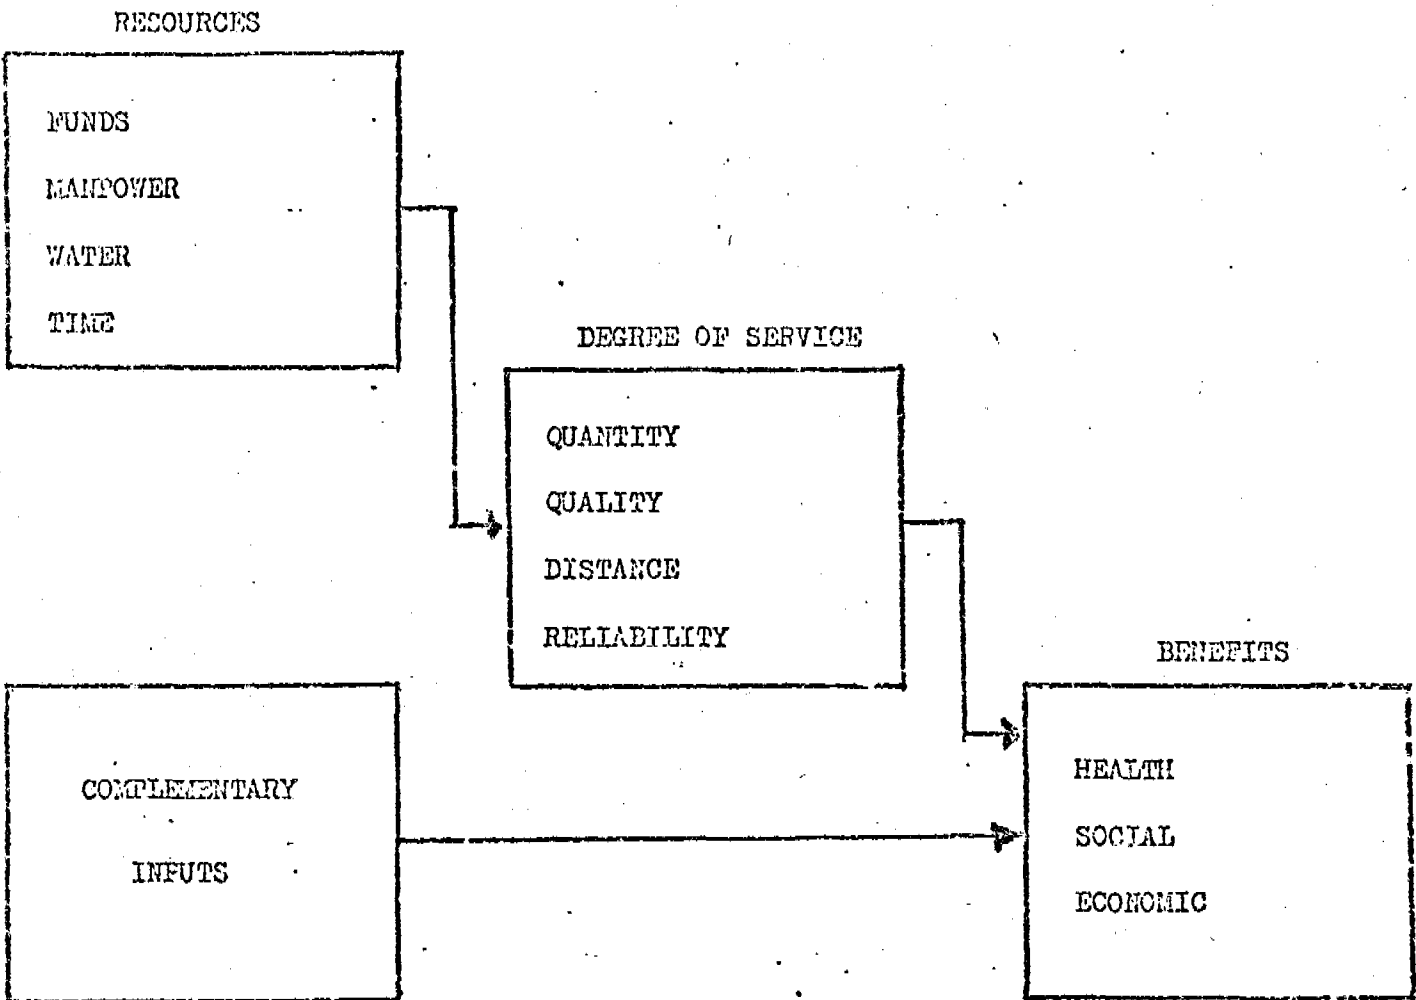 RESOURCES
FUNDS
MANPOWER
WATER
TIME
DEGREE OF SERVICE
QUANTITY
QUALITY
DISTANCE
RELIABILITY
BENEFITS
HEALTH
SOCIAL
ECONOMIC
COMPLEMENTARY
INPUTS